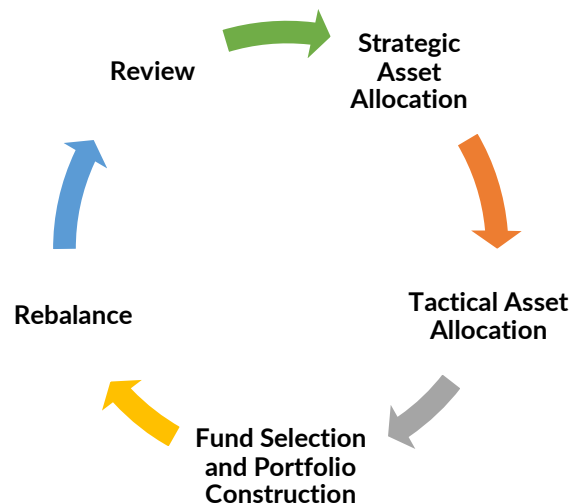 Review
Strategic
Asset
Allocation
Tactical Asset
Allocation
Fund Selection
and Portfolio
Construction
Rebalance